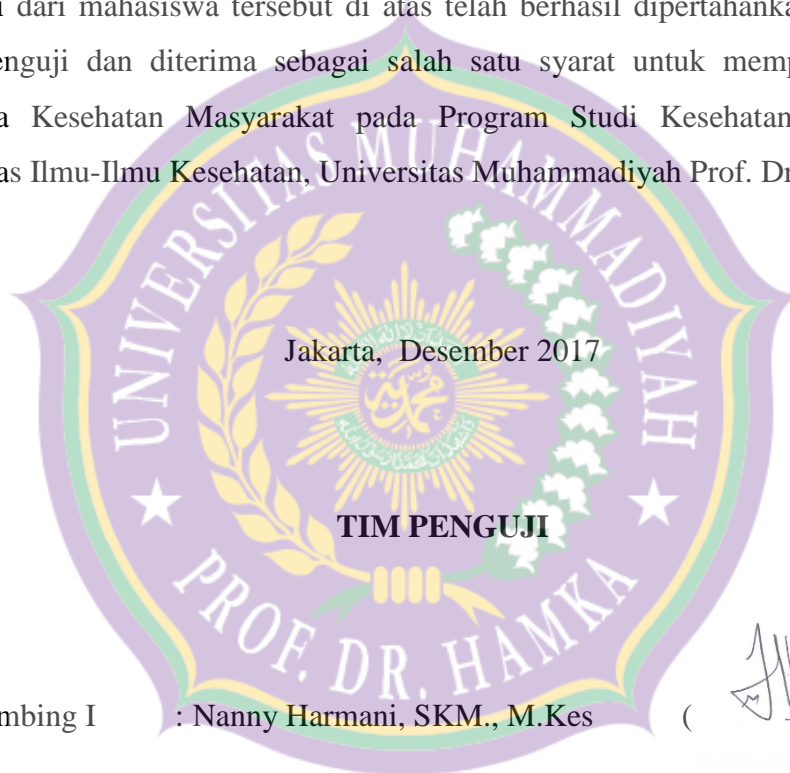 i dari mahasiswa tersebut di atas telah berhasil dipertahanka
enguji dan diterima sebagai salah satu syarat untuk memp
a Kesehatan Masyarakat pada Program Studi Kesehatan
as Ilmu-Ilmu Kesehatan, Universitas Muhammadiyah Prof. Dr
UNIVERSITAS MUHAMMADIYAH
Jakarta, Desember 2017
TIM PENGUJI
PROF. DR. HAMKA
mbing I : Nanny Harmani, SKM., M.Kes (